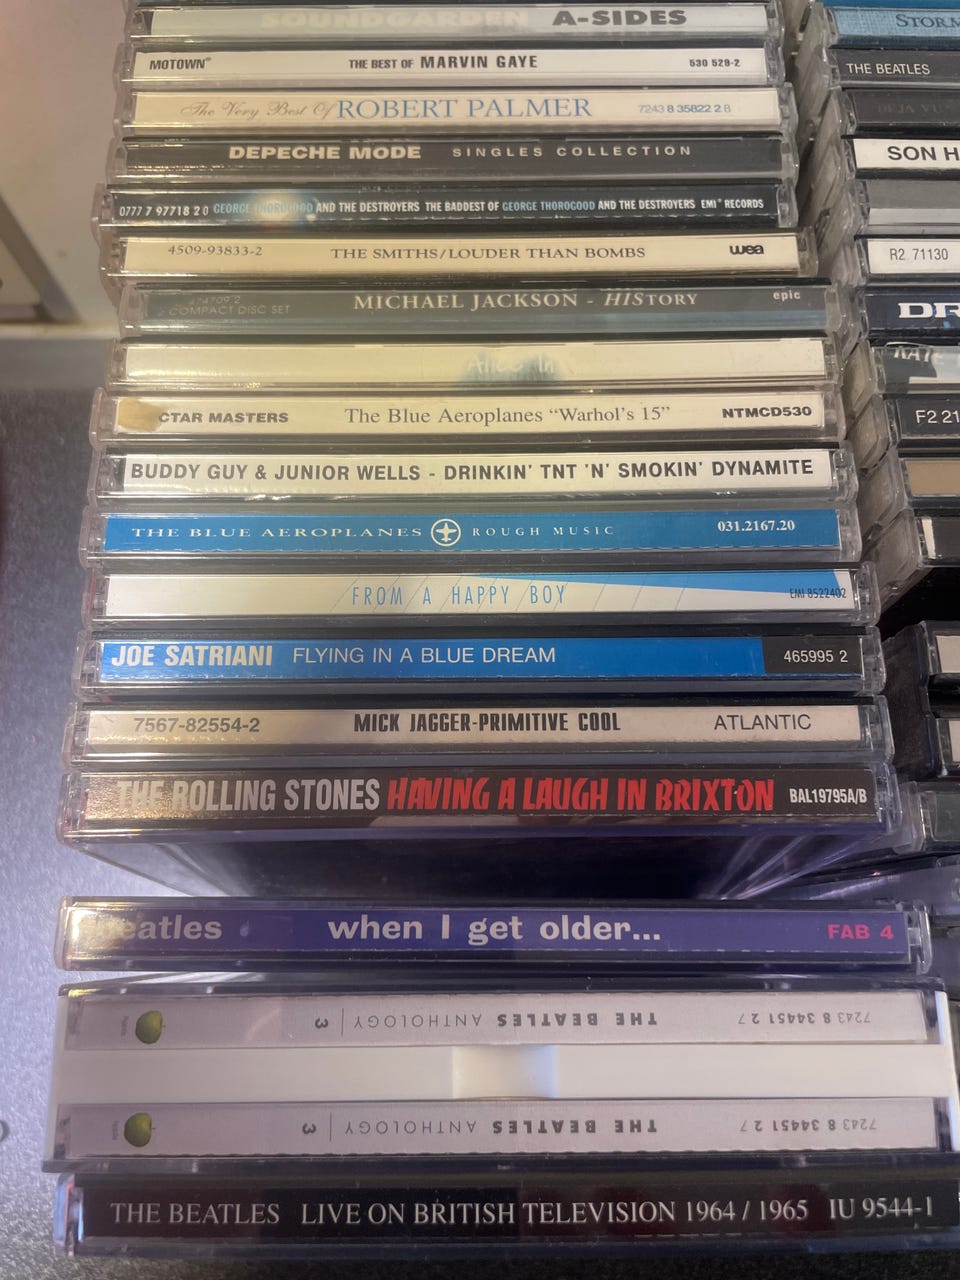 SOUNDGARDEN A-SIDES
MOTOWN® THE BEST OF MARVIN GAYE 530 529-2
The Very Best Of ROBERT PALMER 7243 8 35822 2 8
DEPECHE MODE SINGLES COLLECTION
0777 7 97718 2 0 GEORGE THOROGOOD AND THE DESTROYERS THE BADDEST OF GEORGE THOROGOOD AND THE DESTROYERS EMI® RECORDS
4509-93833-2 THE SMITHS/LOUDER THAN BOMBS wea
474709 2
2 COMPACT DISC SET MICHAEL JACKSON - HISTORY epic
CTAR MASTERS The Blue Aeroplanes "Warhol's 15" NTMCD530
BUDDY GUY & JUNIOR WELLS - DRINKIN' TNT 'N' SMOKIN' DYNAMITE
THE BLUE AEROPLANES ROUGH MUSIC 031.2167.20
FROM A HAPPY BOY EMI 8522402
JOE SATRIANI FLYING IN A BLUE DREAM 465995 2
7567-82554-2 MICK JAGGER-PRIMITIVE COOL ATLANTIC
THE ROLLING STONES HAVING A LAUGH IN BRIXTON BAL19795A/B
eatles when I get older... FAB 4
7243 8 34451 2 7 THE BEATLES ANTHOLOGY | 3
7243 8 34451 2 7 THE BEATLES ANTHOLOGY | 3
THE BEATLES LIVE ON BRITISH TELEVISION 1964 / 1965 IU 9544-1
STORM
THE BEATLES
DEJA VU
SON H
R2 71130
DR
KATE
F2 21